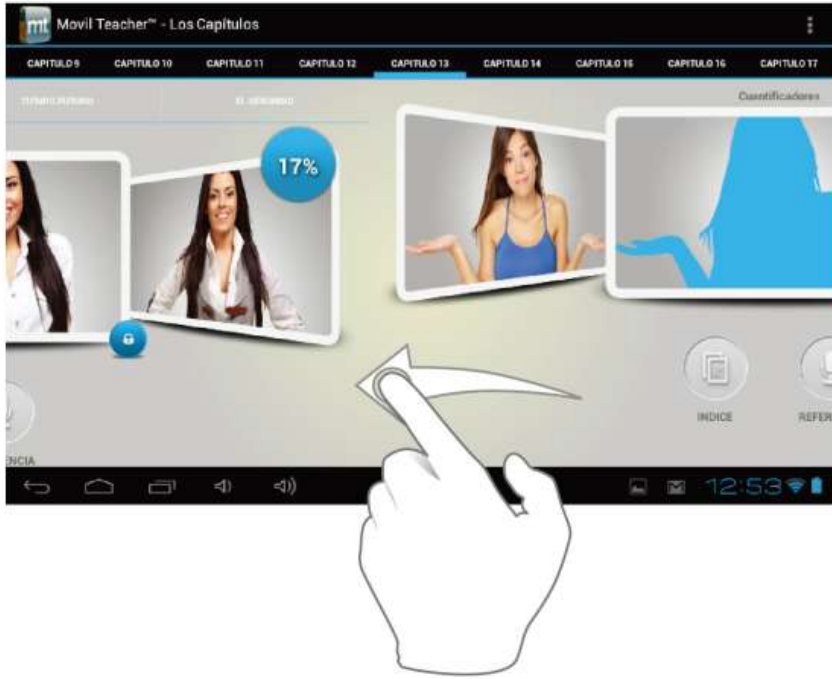 mt Movil Teacher™ - Los Capítulos
CAPITULO 9 CAPITULO 10 CAPITULO 11 CAPITULO 12 CAPITULO 13 CAPITULO 14 CAPITULO 15 CAPITULO 16 CAPITULO 17
Cuantificadores
17%
INDICE
REFER
ENCIA
12:53